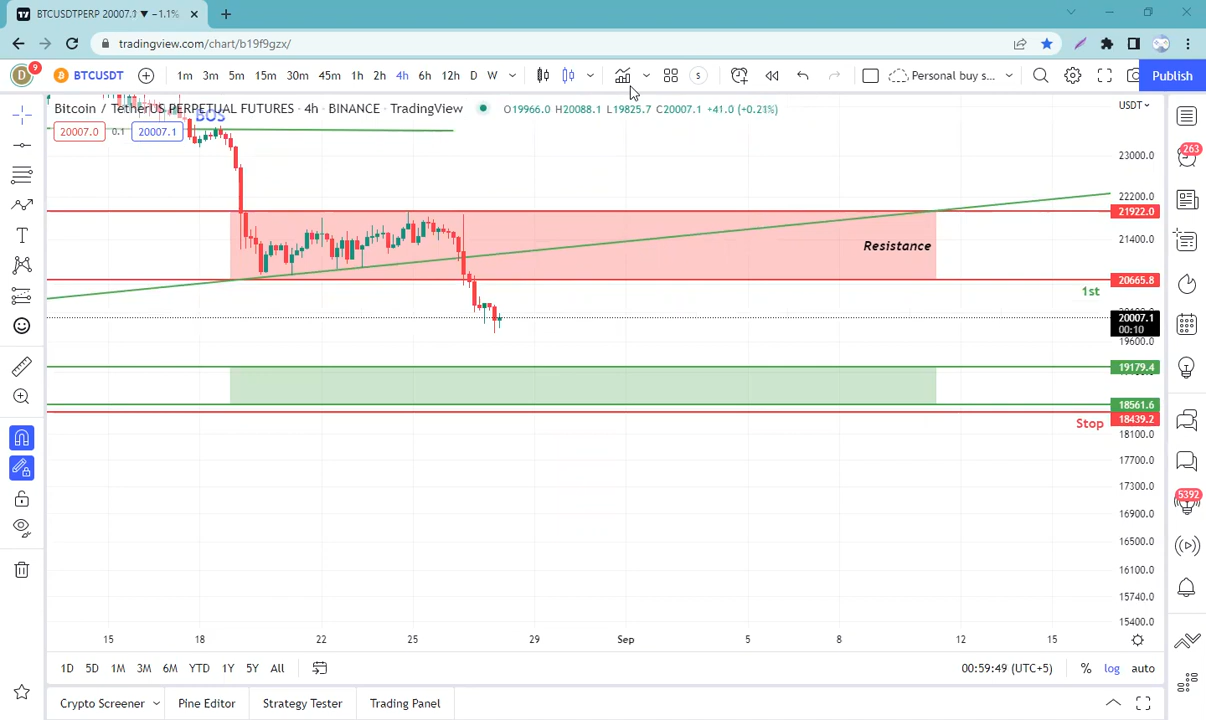 BTCUSDTPERP 20007.1 ▼ −1.1%
tradingview.com/chart/b19f9gzx/
D 9 BTCUSDT 1m 3m 5m 15m 30m 45m 1h 2h 4h 6h 12h D W S Personal buy s... Publish
Bitcoin / TetherUS PERPETUAL FUTURES · 4h · BINANCE · TradingView O19966.0 H20088.1 L19825.7 C20007.1 +41.0 (+0.21%) USDT
BOS
20007.0 0.1 20007.1
23000.0
263
22200.0
21922.0
21400.0
Resistance
20665.8
1st
20007.1
00:10
19600.0
19179.4
18561.6
18439.2
Stop
18100.0
17700.0
17300.0
5392
16900.0
16500.0
16100.0
15740.0
15400.0
15 18 22 25 29 Sep 5 8 12 15
1D 5D 1M 3M 6M YTD 1Y 5Y All 00:59:49 (UTC+5) % log auto
Crypto Screener Pine Editor Strategy Tester Trading Panel